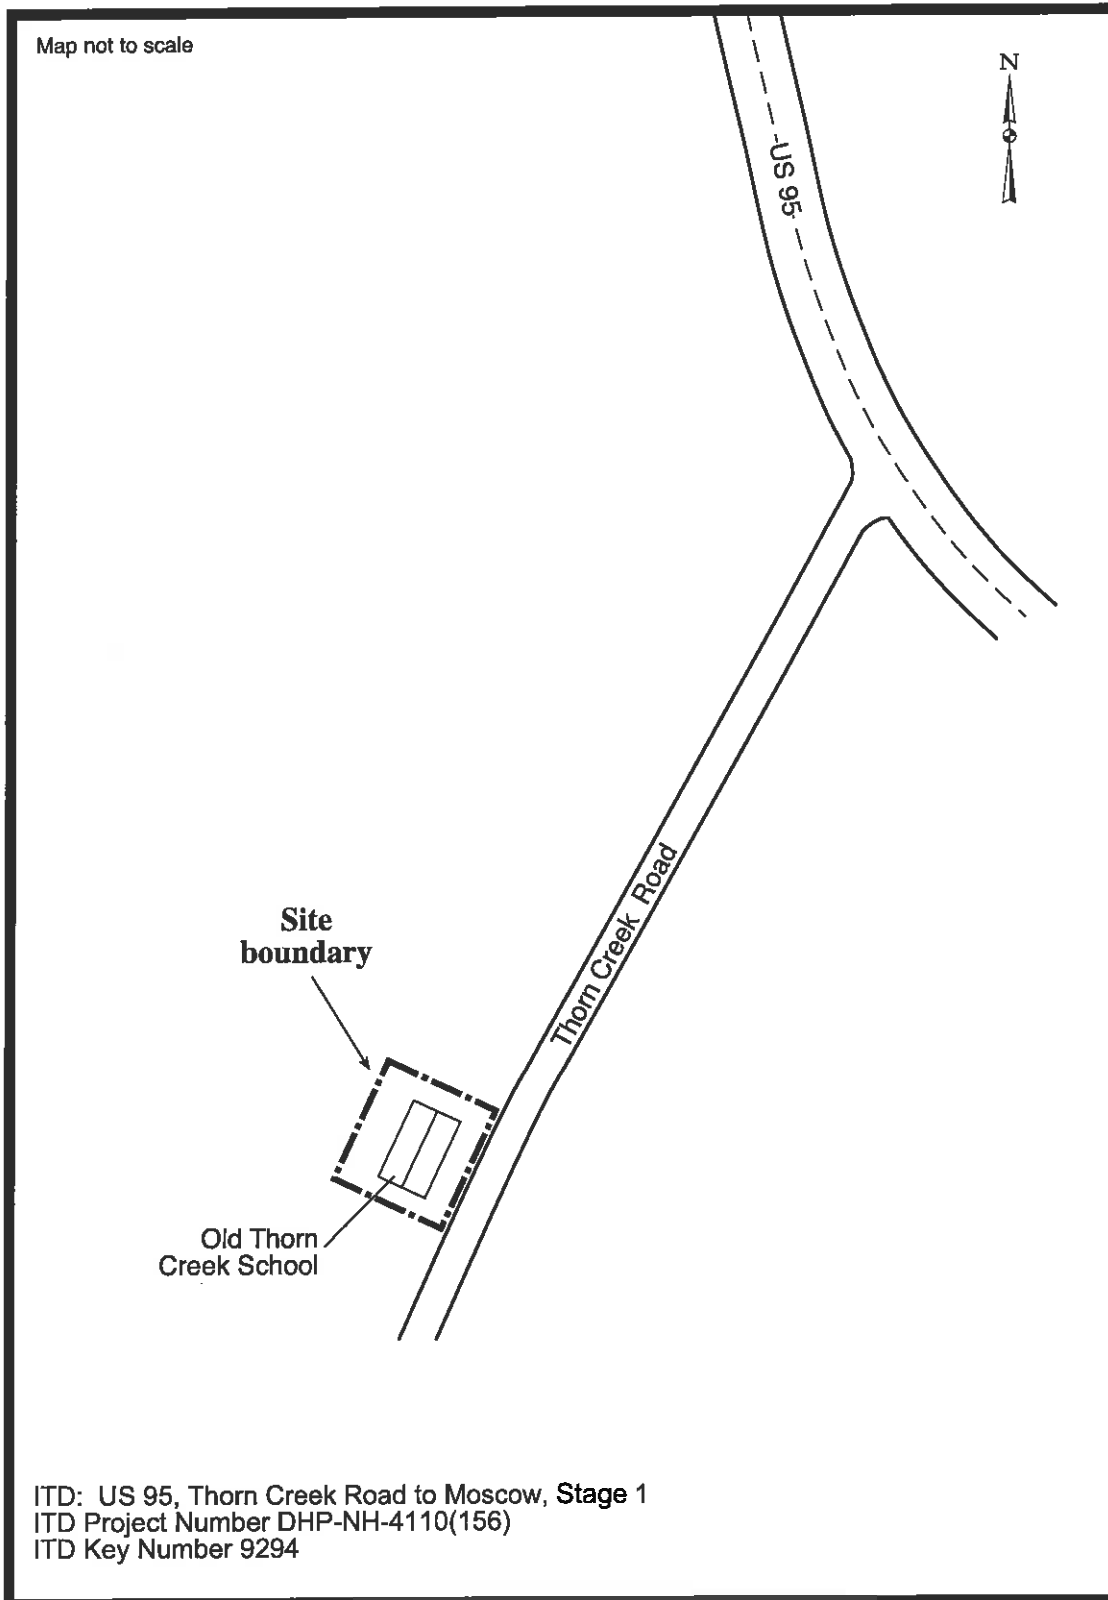 Map not to scale
N
US 95
Thorn Creek Road
Site
boundary
Old Thorn
Creek School
ITD:  US 95, Thorn Creek Road to Moscow, Stage 1
ITD Project Number DHP-NH-4110(156)
ITD Key Number 9294